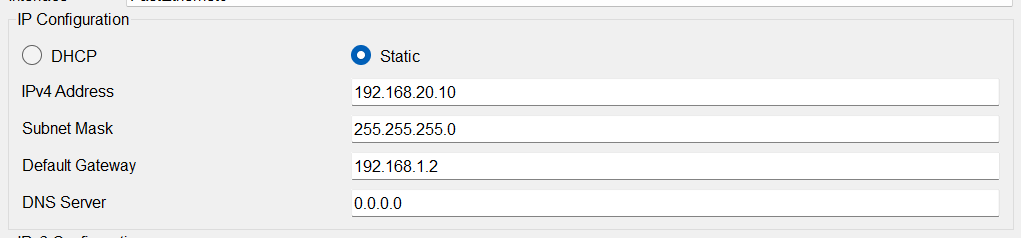 IP Configuration
DHCP Static
IPv4 Address 192.168.20.10
Subnet Mask 255.255.255.0
Default Gateway 192.168.1.2
DNS Server 0.0.0.0